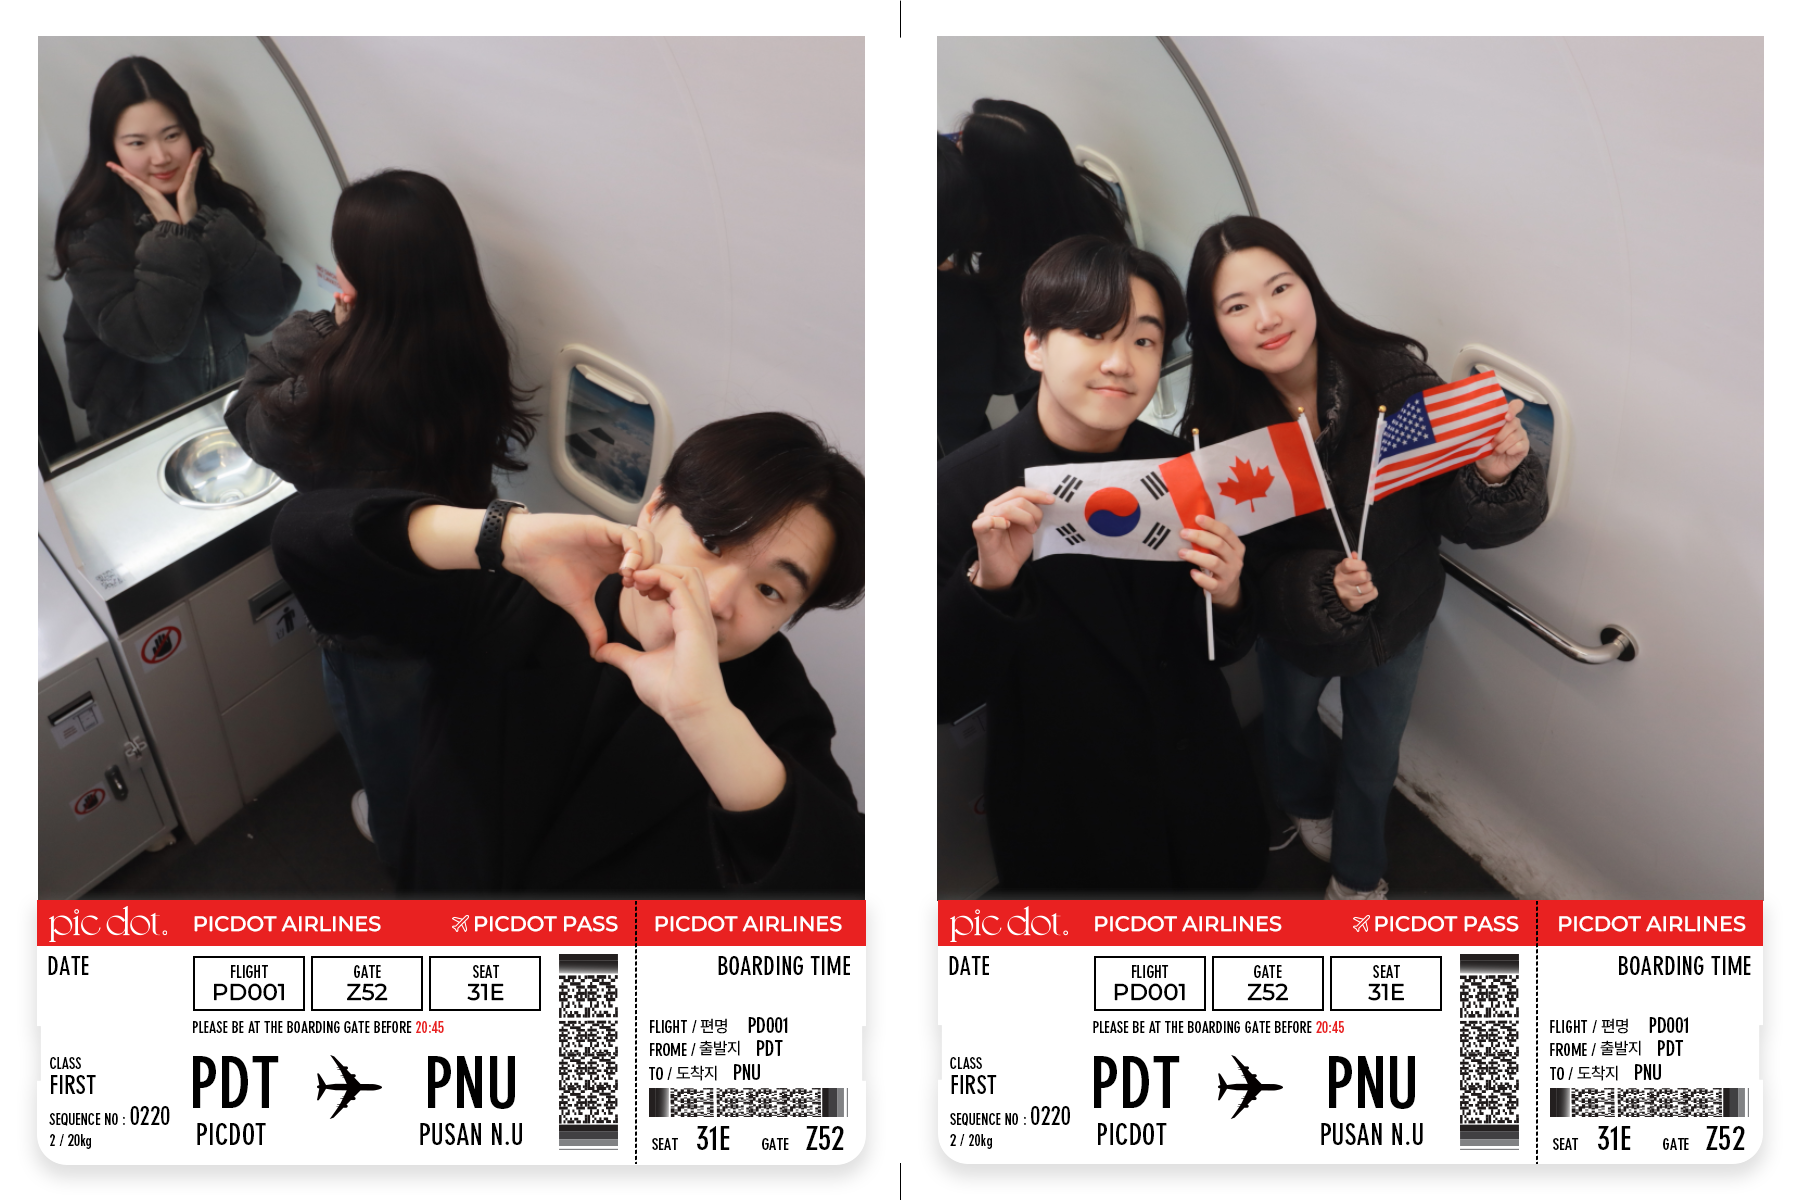 pic dot. PICDOT AIRLINES PICDOT PASS PICDOT AIRLINES
DATE
FLIGHT
PD001
GATE
Z52
SEAT
31E
BOARDING TIME
PLEASE BE AT THE BOARDING GATE BEFORE 20:45
CLASS
FIRST
SEQUENCE NO : 0220
2 / 20kg
PDT
PICDOT
PNU
PUSAN N.U
FLIGHT / 편명 PD001
FROME / 출발지 PDT
TO / 도착지 PNU
SEAT 31E GATE Z52
pic dot. PICDOT AIRLINES PICDOT PASS PICDOT AIRLINES
DATE
FLIGHT
PD001
GATE
Z52
SEAT
31E
BOARDING TIME
PLEASE BE AT THE BOARDING GATE BEFORE 20:45
CLASS
FIRST
SEQUENCE NO : 0220
2 / 20kg
PDT
PICDOT
PNU
PUSAN N.U
FLIGHT / 편명 PD001
FROME / 출발지 PDT
TO / 도착지 PNU
SEAT 31E GATE Z52